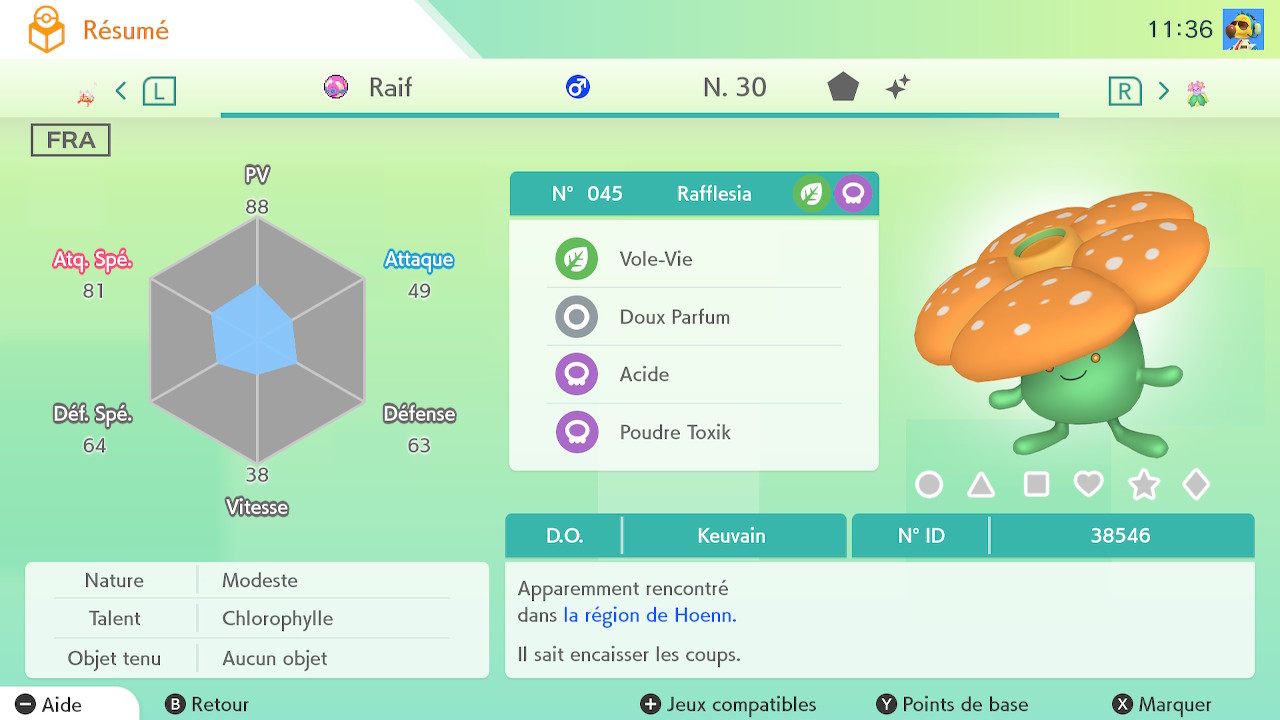 Résumé
11:36
L
Raif
N. 30
R
FRA
PV
88
Atq. Spé.
81
Attaque
49
Déf. Spé.
64
Défense
63
38
Vitesse
N° 045 Rafflesia
Vole-Vie
Doux Parfum
Acide
Poudre Toxik
D.O. Keuvain
N° ID 38546
Nature Modeste
Talent Chlorophylle
Objet tenu Aucun objet
Apparemment rencontré
dans la région de Hoenn.
Il sait encaisser les coups.
Aide
B Retour
Jeux compatibles
Y Points de base
X Marquer